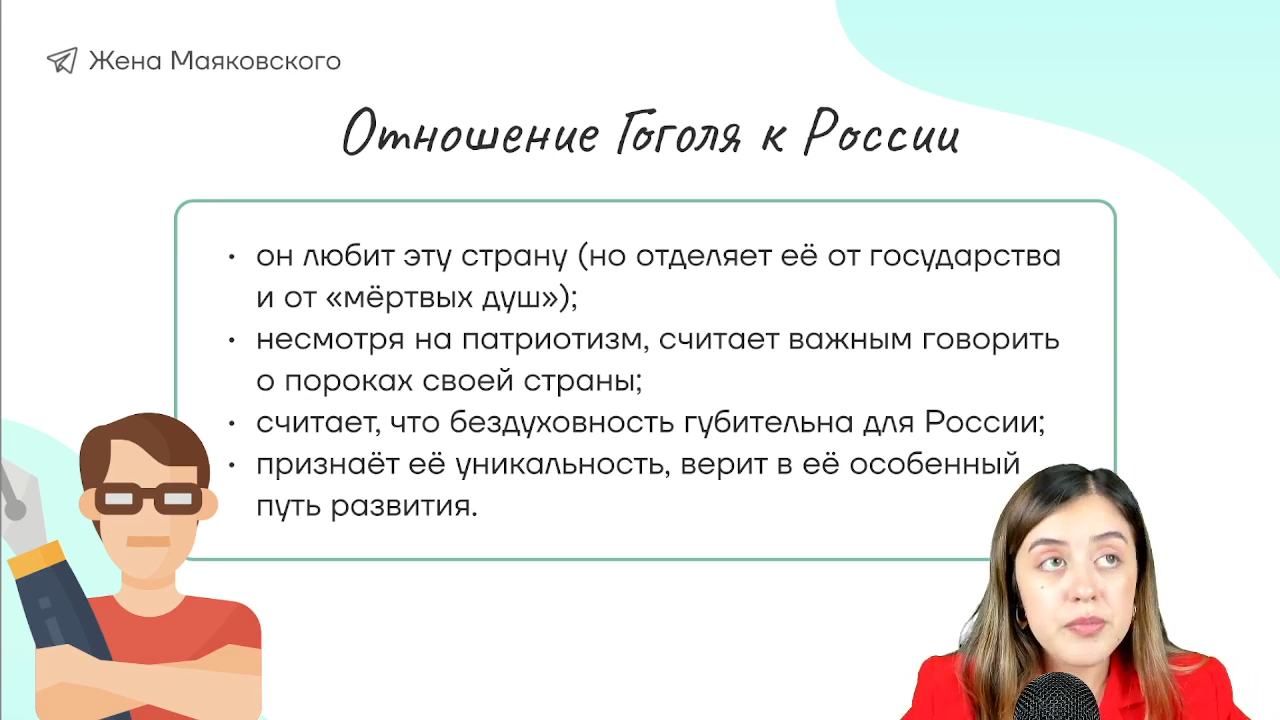 Жена Маяковского
Отношение Гоголя к России
• он любит эту страну (но отделяет её от государства
и от «мёртвых душ»);
• несмотря на патриотизм, считает важным говорить
о пороках своей страны;
• считает, что бездуховность губительна для России;
• признаёт её уникальность, верит в её особенный
путь развития.